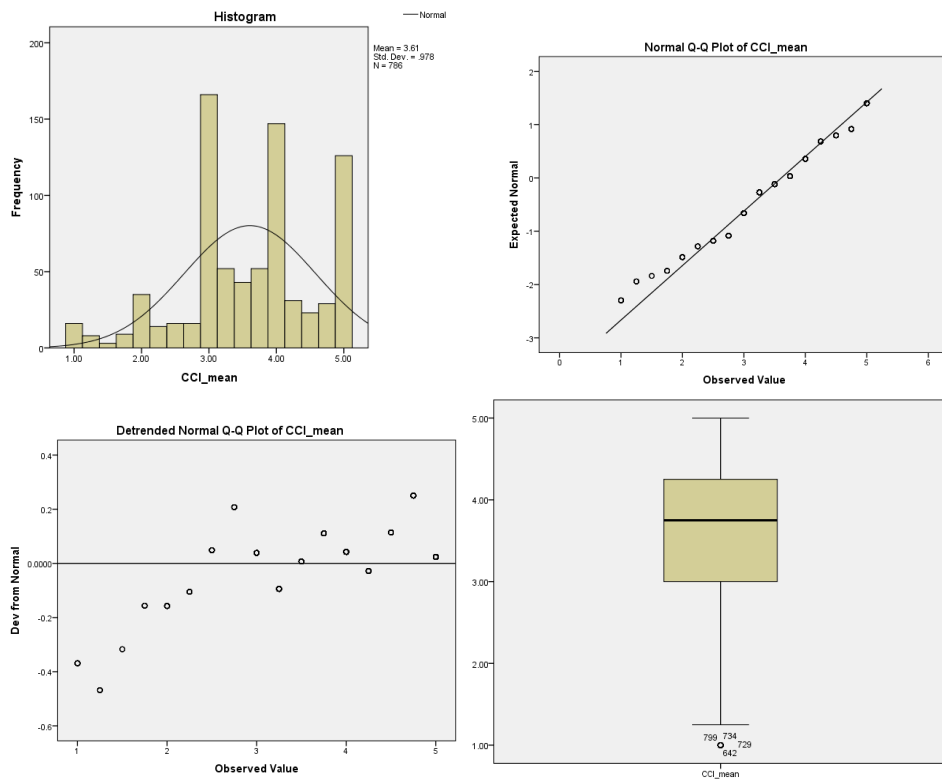 Histogram
Normal
Mean = 3.61
Std. Dev. = .978
N = 786
200
150
100
50
0
Frequency
1.00 2.00 3.00 4.00 5.00
CCI_mean
Normal Q-Q Plot of CCI_mean
2
1
0
-1
-2
-3
Expected Normal
0 1 2 3 4 5 6
Observed Value
Detrended Normal Q-Q Plot of CCI_mean
0.4
0.2
0.0000
-0.2
-0.4
-0.6
Dev from Normal
1 2 3 4 5
Observed Value
5.00
4.00
3.00
2.00
1.00
799 734
729
642
CCI_mean